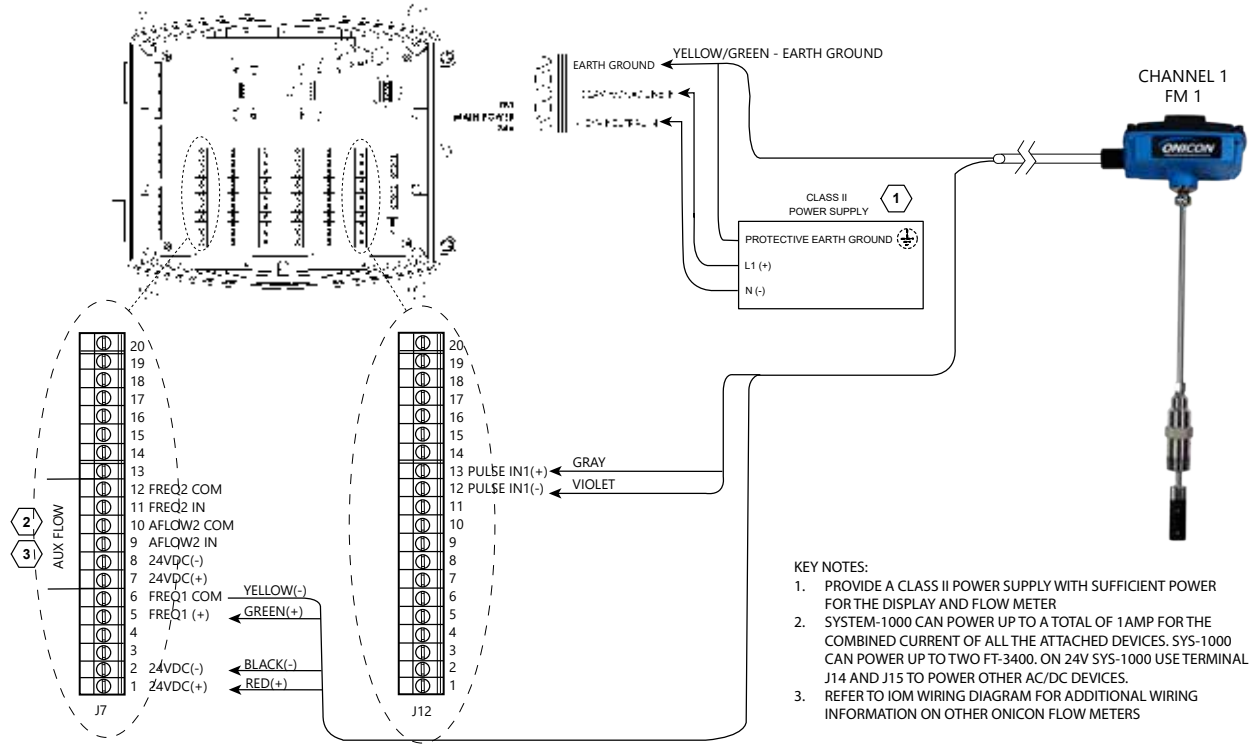 EARTH GROUND
YELLOW/GREEN - EARTH GROUND
MAIN POWER
CHANNEL 1
FM 1
ONICON
CLASS II
POWER SUPPLY
1
PROTECTIVE EARTH GROUND
L1 (+)
N (-)
20
19
18
17
16
15
14
13
12 FREQ2 COM
11 FREQ2 IN
10 AFLOW2 COM
9 AFLOW2 IN
8 24VDC(-)
7 24VDC(+)
6 FREQ1 COM
5 FREQ1 (+)
4
3
2 24VDC(-)
1 24VDC(+)
J7
AUX FLOW
2
3
YELLOW(-)
GREEN(+)
BLACK(-)
RED(+)
20
19
18
17
16
15
14
13 PULSE IN1(+)
12 PULSE IN1(-)
11
10
9
8
7
6
5
4
3
2
1
J12
GRAY
VIOLET
KEY NOTES:
1. PROVIDE A CLASS II POWER SUPPLY WITH SUFFICIENT POWER
FOR THE DISPLAY AND FLOW METER
2. SYSTEM-1000 CAN POWER UP TO A TOTAL OF 1AMP FOR THE
COMBINED CURRENT OF ALL THE ATTACHED DEVICES. SYS-1000
CAN POWER UP TO TWO FT-3400. ON 24V SYS-1000 USE TERMINAL
J14 AND J15 TO POWER OTHER AC/DC DEVICES.
3. REFER TO IOM WIRING DIAGRAM FOR ADDITIONAL WIRING
INFORMATION ON OTHER ONICON FLOW METERS